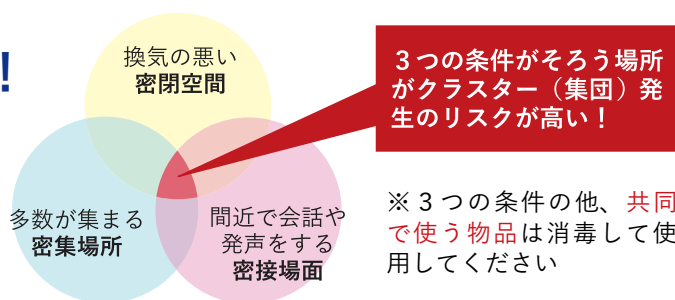 !
換気の悪い
密閉空間
３つの条件がそろう場所
がクラスター（集団）発
生のリスクが高い！
多数が集まる
密集場所
間近で会話や
発声をする
密接場面
※３つの条件の他、共同
で使う物品は消毒して使
用してください